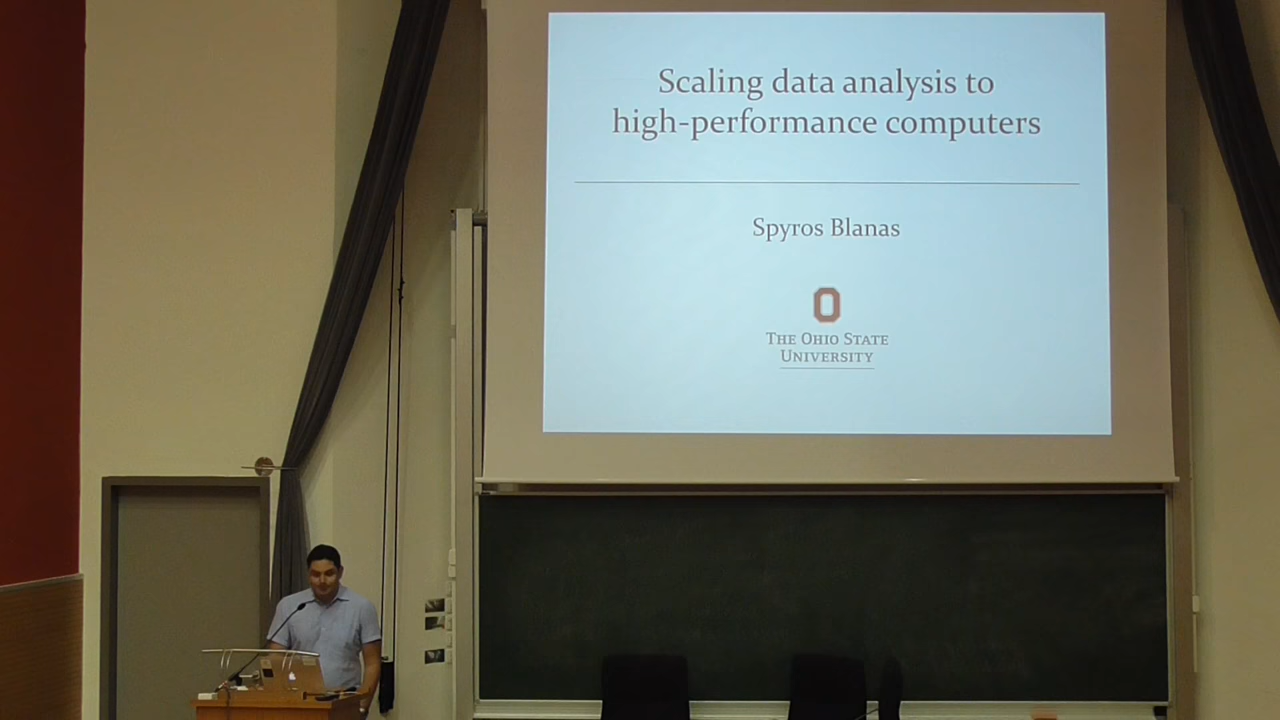 Scaling data analysis to
high-performance computers
Spyros Blanas
O
THE OHIO STATE
UNIVERSITY